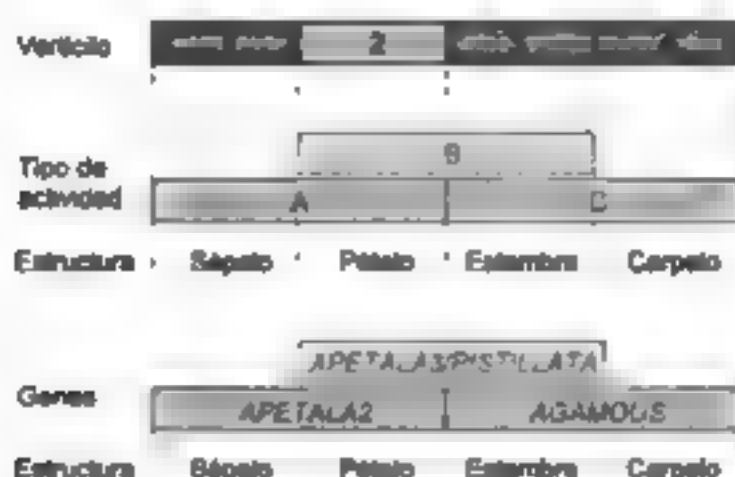 Verticilo 2
B
Tipo de
actividad
A C
Estructura Sépalo Pétalo Estambre Carpelo
APETALA3/PISTILLATA
Genes
APETALA2 AGAMOUS
Estructura Sépalo Pétalo Estambre Carpelo